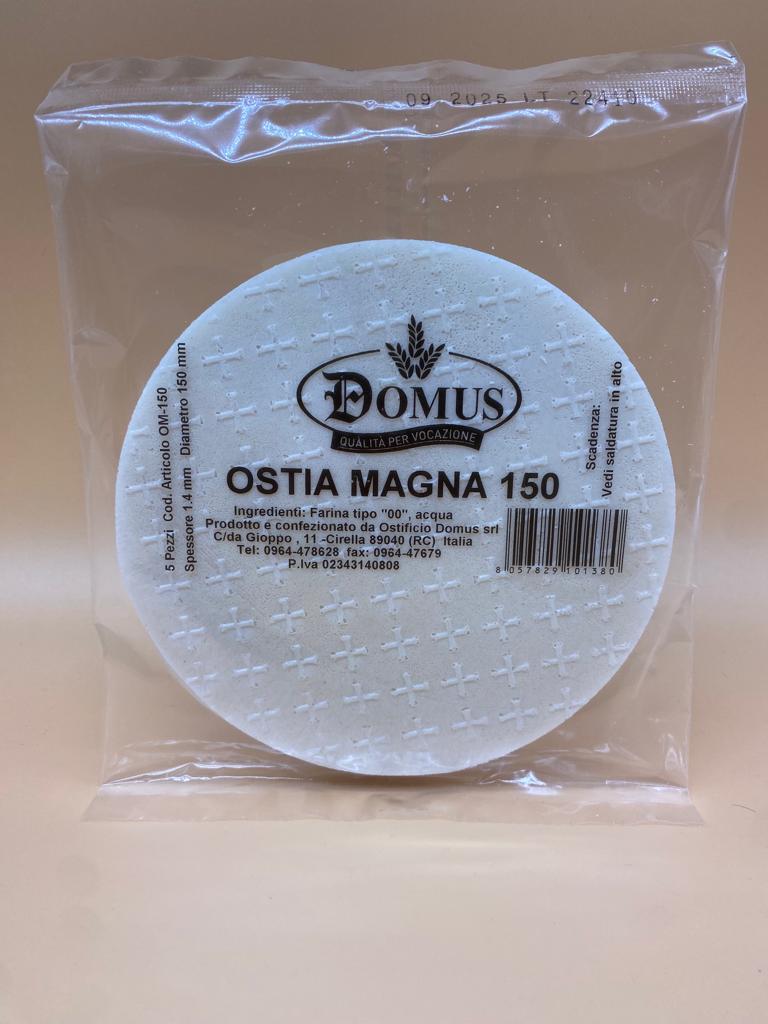 09 2025 LT 22410
DOMUS
QUALITÀ PER VOCAZIONE
OSTIA MAGNA 150
Ingredienti: Farina tipo "00", acqua
Prodotto e confezionato da Ostificio Domus srl
C/da Gioppo , 11 -Cirella 89040 (RC) Italia
Tel: 0964-478628 fax: 0964-47679
P.Iva 02343140808
5 Pezzi Cod. Articolo OM-150
Spessore 1.4 mm Diametro 150 mm
Scadenza:
Vedi saldatura in alto
8 057829 101380